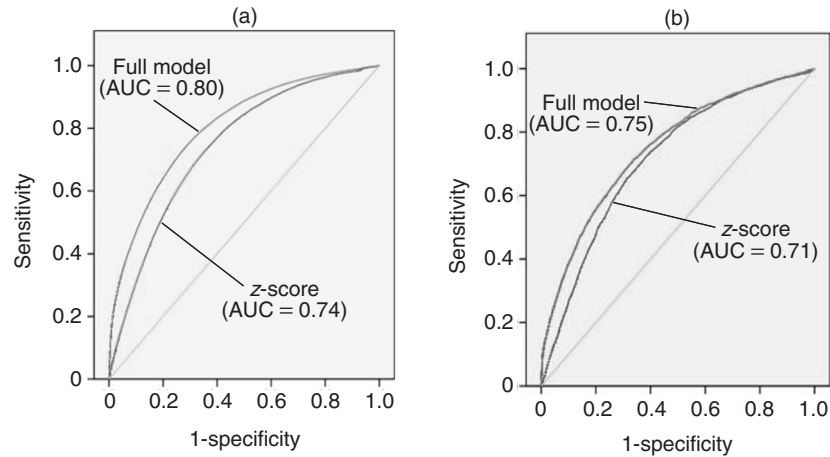 (a)
1.0
0.8
0.6
0.4
0.2
0
Sensitivity
Full model
(AUC = 0.80)
z-score
(AUC = 0.74)
0 0.2 0.4 0.6 0.8 1.0
1-specificity
(b)
1.0
0.8
0.6
0.4
0.2
0
Sensitivity
Full model
(AUC = 0.75)
z-score
(AUC = 0.71)
0 0.2 0.4 0.6 0.8 1.0
1-specificity